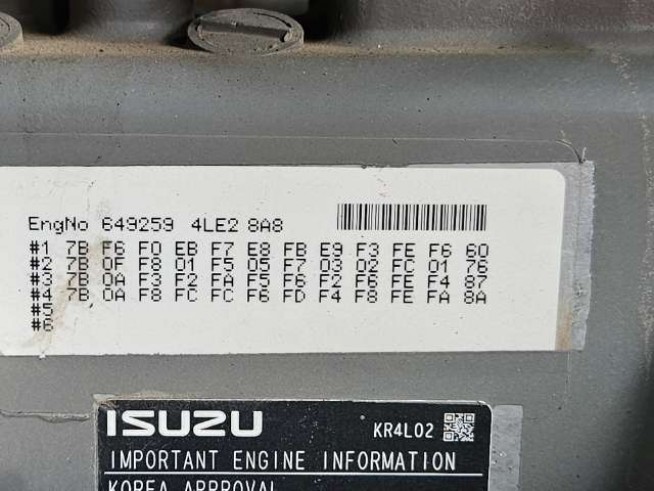 EngNo 649259 4LE2 8A8
#1 7B F6 F0 EB F7 E8 FB E9 F3 FE F6 60
#2 7B 0F F8 01 F5 05 F7 03 02 FC 01 76
#3 7B 0A F3 F2 FA F5 F6 F2 F6 FE F4 87
#4 7B 0A F8 FC FC F6 FD F4 F8 FE FA 8A
#5
#6
ISUZU KR4L02
IMPORTANT ENGINE INFORMATION
KOREA APPROVAL